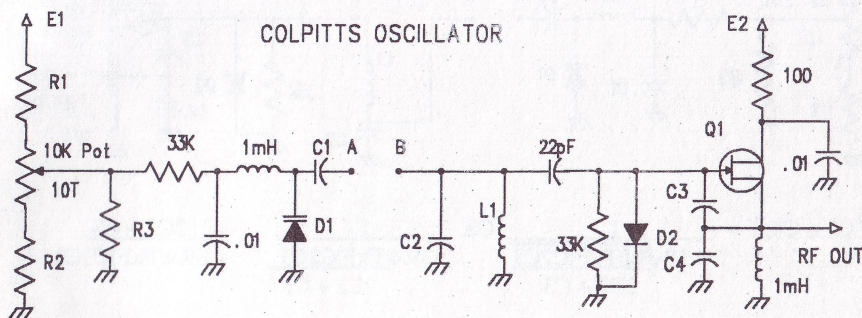 E1
COLPITTS OSCILLATOR
E2
R1
100
33K
1mH
C1
A
B
22pF
Q1
10K Pot
10T
.01
C3
R3
.01
D1
L1
C2
33K
D2
C4
RF OUT
R2
1mH